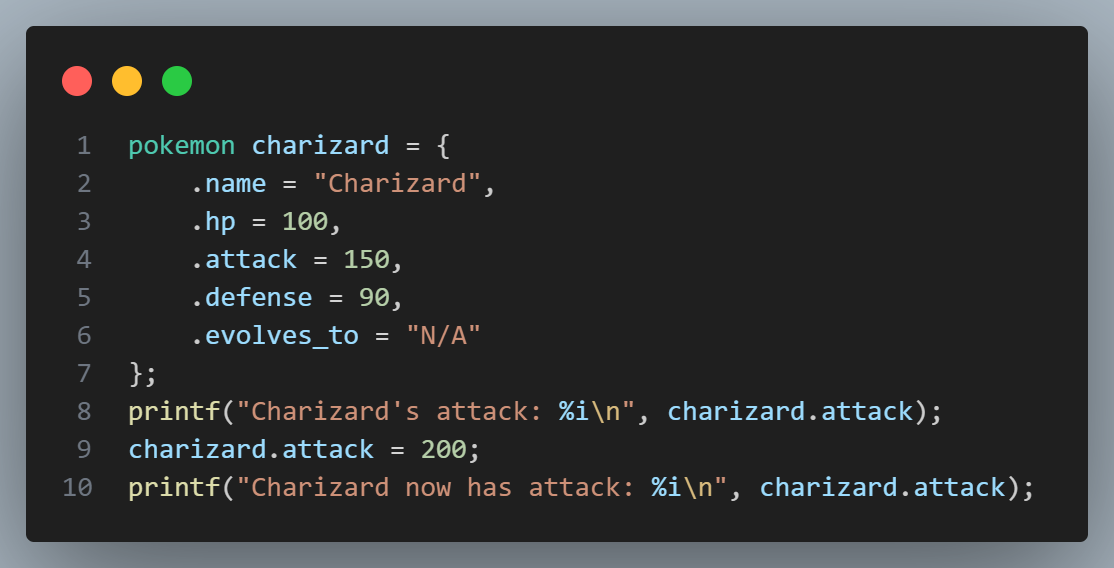 1 pokemon charizard = {
2     .name = "Charizard",
3     .hp = 100,
4     .attack = 150,
5     .defense = 90,
6     .evolves_to = "N/A"
7 };
8 printf("Charizard's attack: %i\n", charizard.attack);
9 charizard.attack = 200;
10 printf("Charizard now has attack: %i\n", charizard.attack);